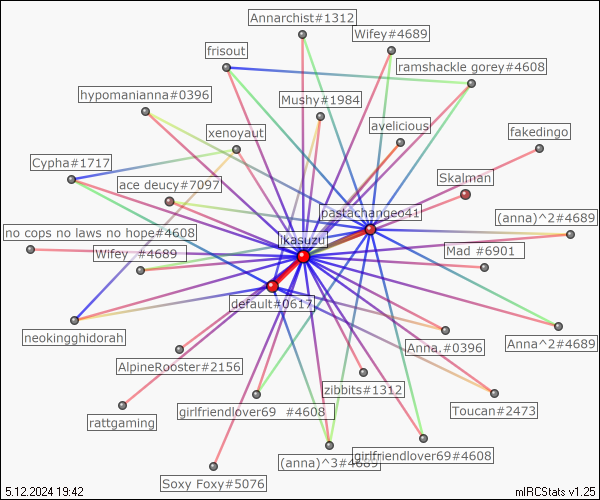 Annarchist#1312
Wifey#4689
frisout
ramshackle gorey#4608
hypomanianna#0396
Mushy#1984
avelicious
xenoyaut
fakedingo
Cypha#1717
Skalman
ace deucy#7097
pastachangeo41
(anna)^2#4689
no cops no laws no hope#4608
ikasuzu
Wifey_#4689
Mad #6901
default#0617
neokingghidorah
Anna.#0396
Anna^2#4689
AlpineRooster#2156
zibbits#1312
girlfriendlover69 #4608
Toucan#2473
rattgaming
(anna)^3#4689
girlfriendlover69#4608
Soxy Foxy#5076
5.12.2024 19:42
mIRCStats v1.25